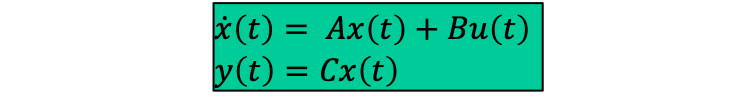 ẋ(t) = Ax(t) + Bu(t)
y(t) = Cx(t)